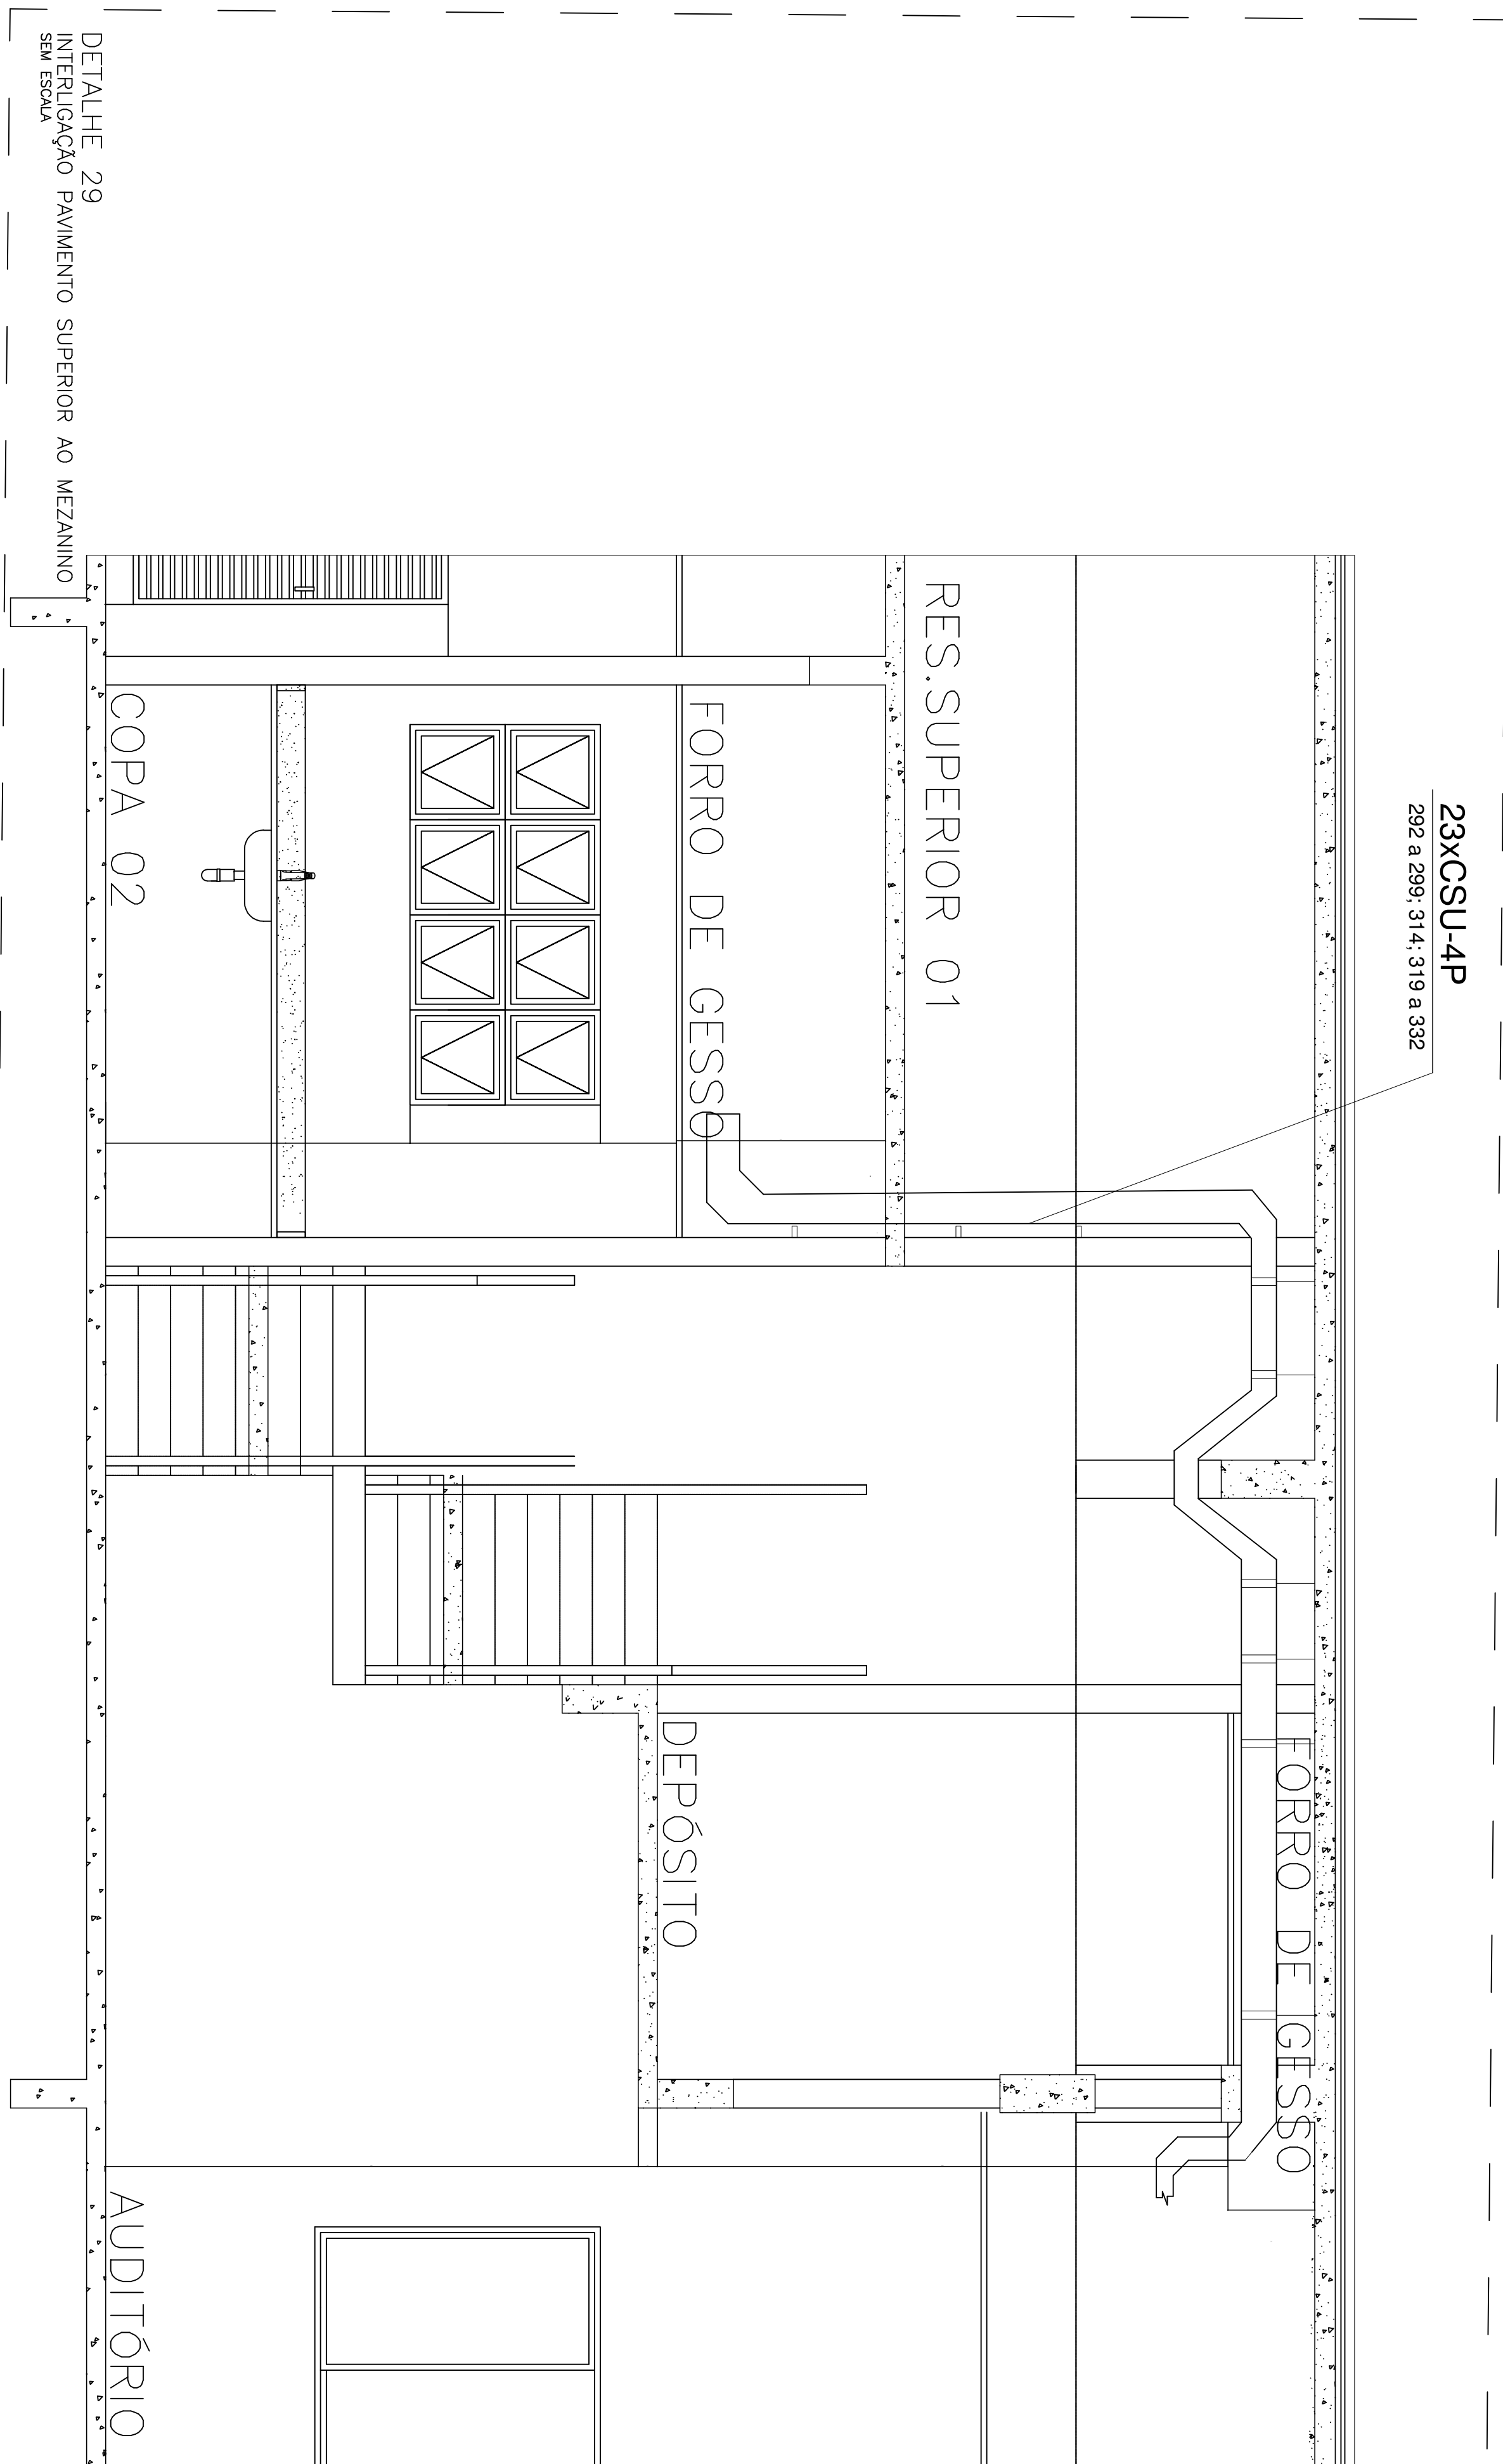 23xCSU-4P
292 a 299; 314; 319 a 332
RES.SUPERIOR 01
FORRO DE GESSO
FORRO DE GESSO
DEPÓSITO
COPA 02
AUDITÓRIO
DETALHE 29
INTERLIGAÇÃO PAVIMENTO SUPERIOR AO MEZANINO
SEM ESCALA